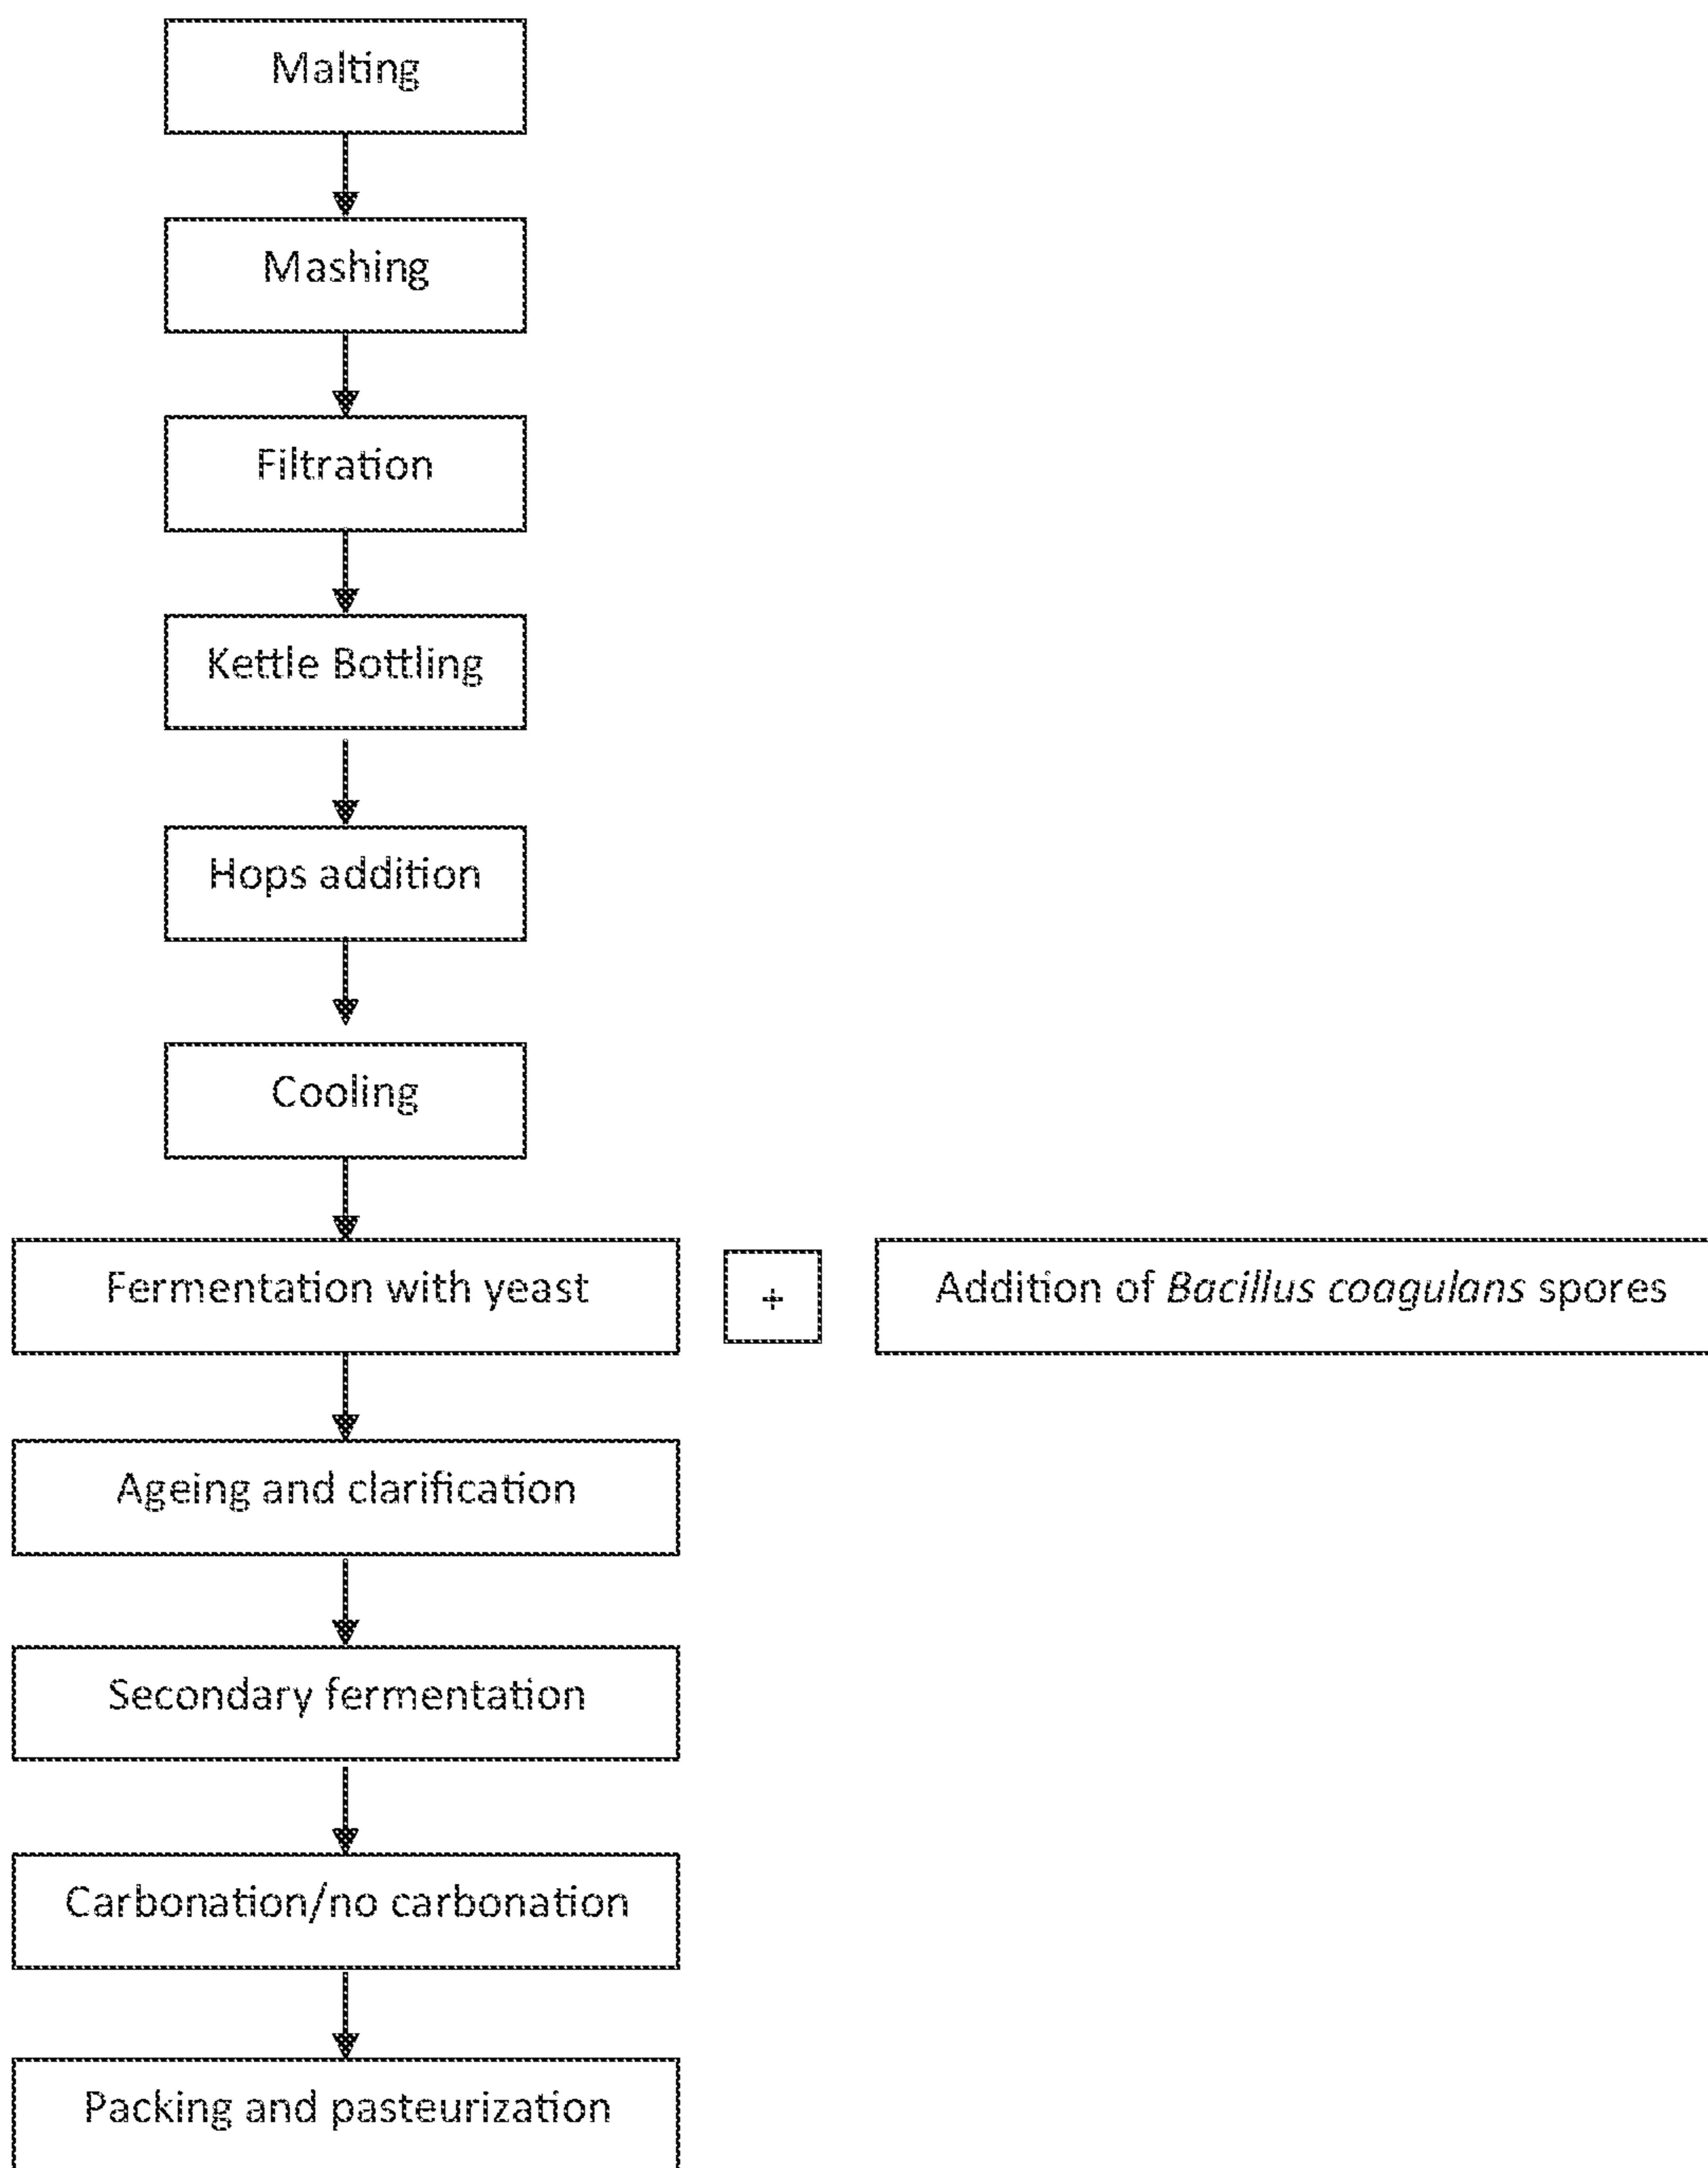 Malting
Mashing
Filtration
Kettle Bottling
Hops addition
Cooling
Fermentation with yeast
+
Addition of Bacillus coagulans spores
Ageing and clarification
Secondary fermentation
Carbonation/no carbonation
Packing and pasteurization